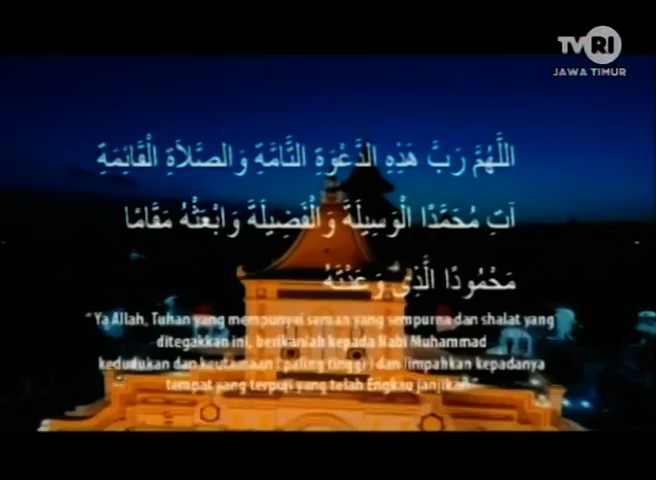 TVRI
JAWA TIMUR
اللَّهُمَّ رَبَّ هَذِهِ الدَّعْوَةِ التَّامَّةِ وَالصَّلاَةِ الْقَائِمَةِ
آتِ مُحَمَّدًا الْوَسِيلَةَ وَالْفَضِيلَةَ وَابْعَثْهُ مَقَامًا
مَحْمُودًا الَّذِى وَعَدْتَهُ
"Ya Allah, Tuhan yang mempunyai seruan yang sempurna dan shalat yang
ditegakkan ini, berikanlah kepada Nabi Muhammad
kedudukan dan keutamaan (paling tinggi) dan limpahkan kepadanya
tempat yang terpuji yang telah Engkau janjikan"